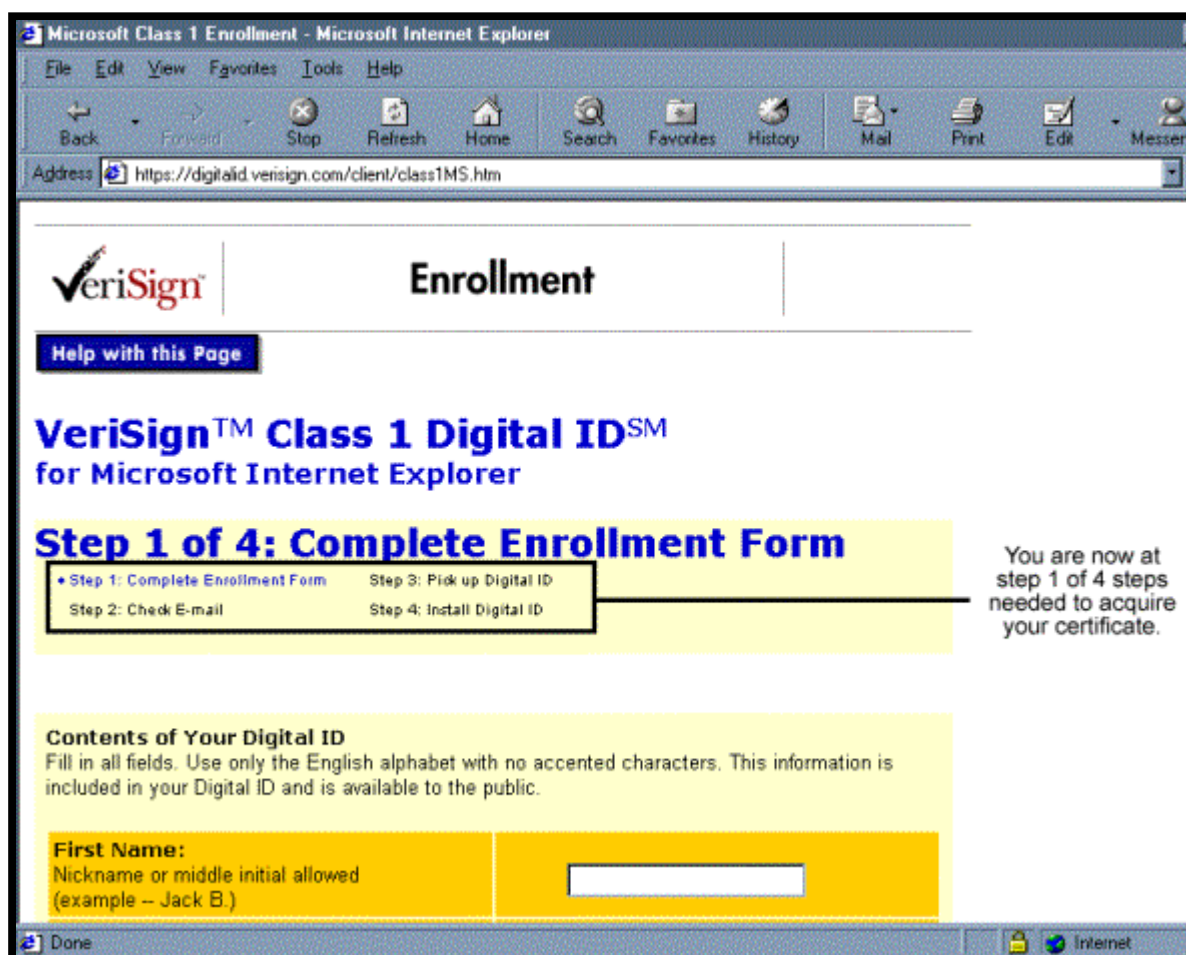 Microsoft Class 1 Enrollment - Microsoft Internet Explorer
File Edit View Favorites Tools Help
Back Forward Stop Refresh Home Search Favorites History Mail Print Edit Messen
Address https://digitalid.verisign.com/client/class1MS.htm
VeriSign™ Enrollment
Help with this Page
VeriSign™ Class 1 Digital ID℠
for Microsoft Internet Explorer
Step 1 of 4: Complete Enrollment Form
• Step 1: Complete Enrollment Form Step 3: Pick up Digital ID
Step 2: Check E-mail Step 4: Install Digital ID
You are now at
step 1 of 4 steps
needed to acquire
your certificate.
Contents of Your Digital ID
Fill in all fields. Use only the English alphabet with no accented characters. This information is
included in your Digital ID and is available to the public.
First Name:
Nickname or middle initial allowed
(example -- Jack B.)
Done Internet